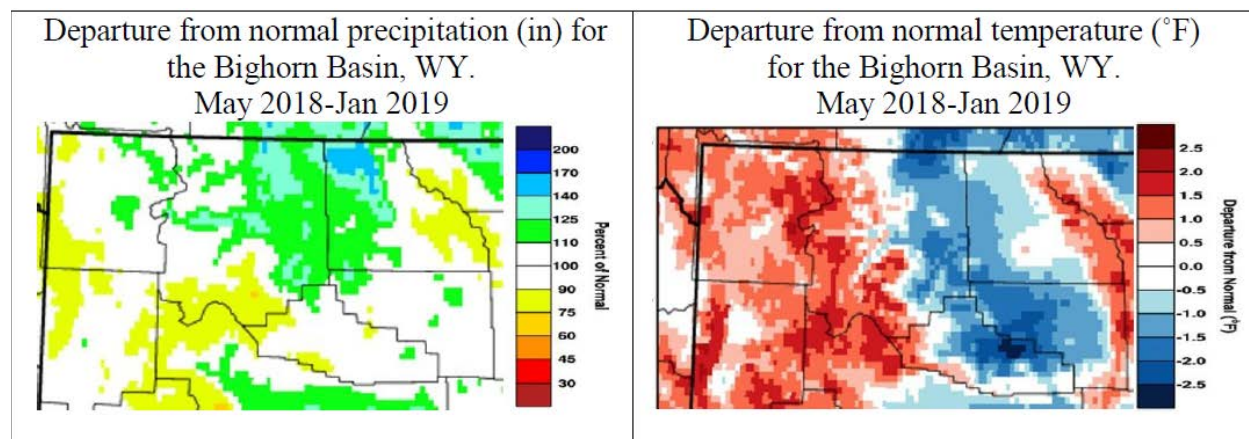 Departure from normal precipitation (in) for
the Bighorn Basin, WY.
May 2018-Jan 2019
200
170
140
125
110
100
90
75
60
45
30
Percent of Normal
Departure from normal temperature (˚F)
for the Bighorn Basin, WY.
May 2018-Jan 2019
2.5
2.0
1.5
1.0
0.5
0.0
-0.5
-1.0
-1.5
-2.0
-2.5
Departure from Normal (°F)